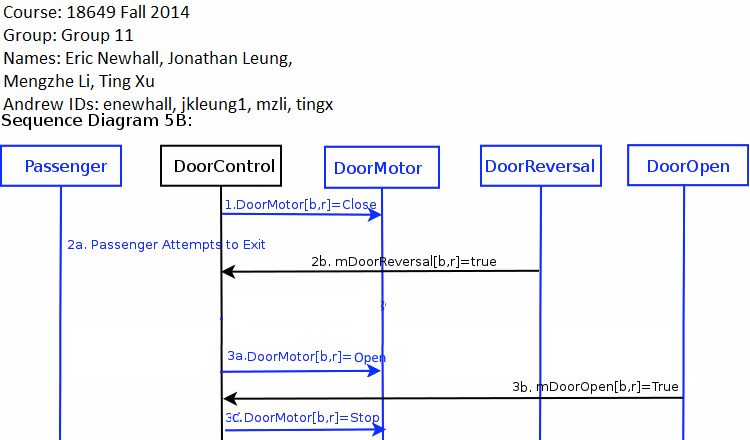 Course: 18649 Fall 2014
Group: Group 11
Names: Eric Newhall, Jonathan Leung,
Mengzhe Li, Ting Xu
Andrew IDs: enewhall, jkleung1, mzli, tingx
Sequence Diagram 5B:
Passenger
DoorControl
DoorMotor
DoorReversal
DoorOpen
1.DoorMotor[b,r]=Close
2a. Passenger Attempts to Exit
2b. mDoorReversal[b,r]=true
3a.DoorMotor[b,r]=Open
3b. mDoorOpen[b,r]=True
3c.DoorMotor[b,r]=Stop